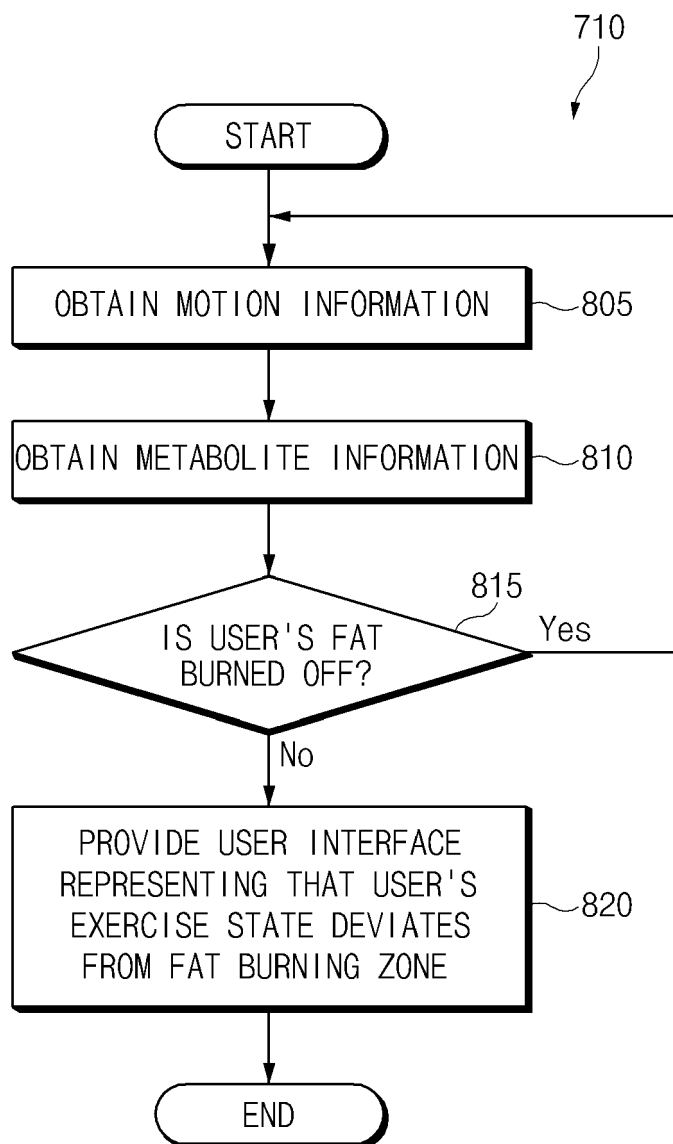 710
START
OBTAIN MOTION INFORMATION
805
OBTAIN METABOLITE INFORMATION
810
815
IS USER'S FAT
BURNED OFF?
Yes
No
PROVIDE USER INTERFACE
REPRESENTING THAT USER'S
EXERCISE STATE DEVIATES
FROM FAT BURNING ZONE
820
END